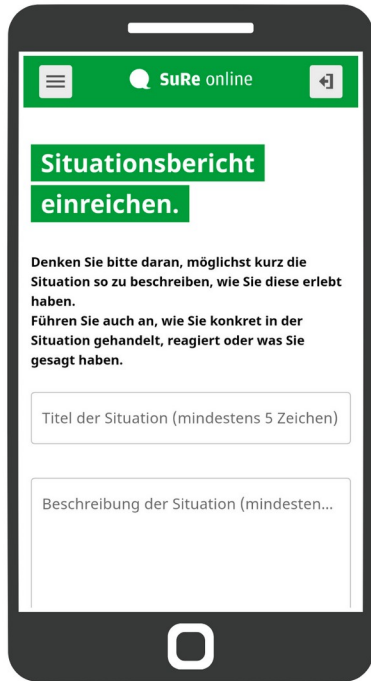 SuRe online
Situationsbericht
einreichen.
Denken Sie bitte daran, möglichst kurz die
Situation so zu beschreiben, wie Sie diese erlebt
haben.
Führen Sie auch an, wie Sie konkret in der
Situation gehandelt, reagiert oder was Sie
gesagt haben.
Titel der Situation (mindestens 5 Zeichen)
Beschreibung der Situation (mindesten...